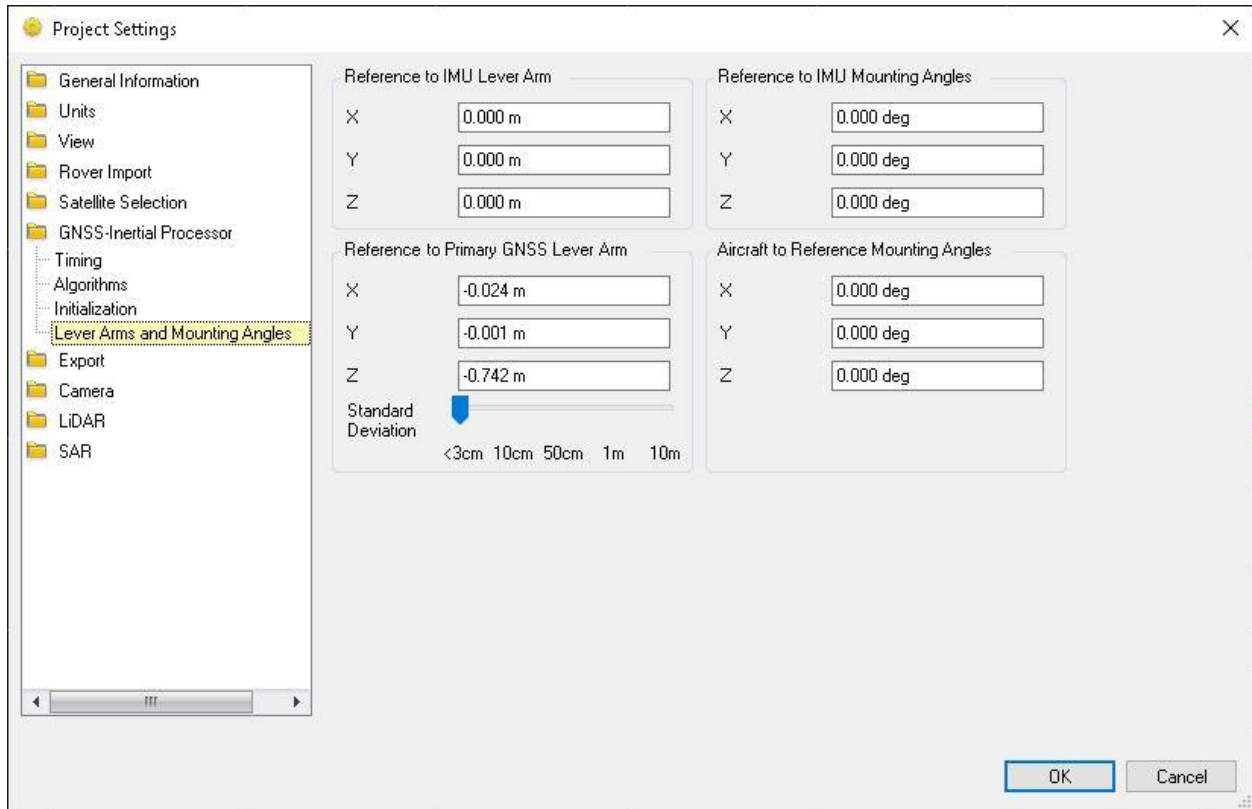 Project Settings
General Information
Units
View
Rover Import
Satellite Selection
GNSS-Inertial Processor
Timing
Algorithms
Initialization
Lever Arms and Mounting Angles
Export
Camera
LiDAR
SAR
Reference to IMU Lever Arm
X 0.000 m
Y 0.000 m
Z 0.000 m
Reference to IMU Mounting Angles
X 0.000 deg
Y 0.000 deg
Z 0.000 deg
Reference to Primary GNSS Lever Arm
X -0.024 m
Y -0.001 m
Z -0.742 m
Standard
Deviation
<3cm 10cm 50cm 1m 10m
Aircraft to Reference Mounting Angles
X 0.000 deg
Y 0.000 deg
Z 0.000 deg
OK Cancel